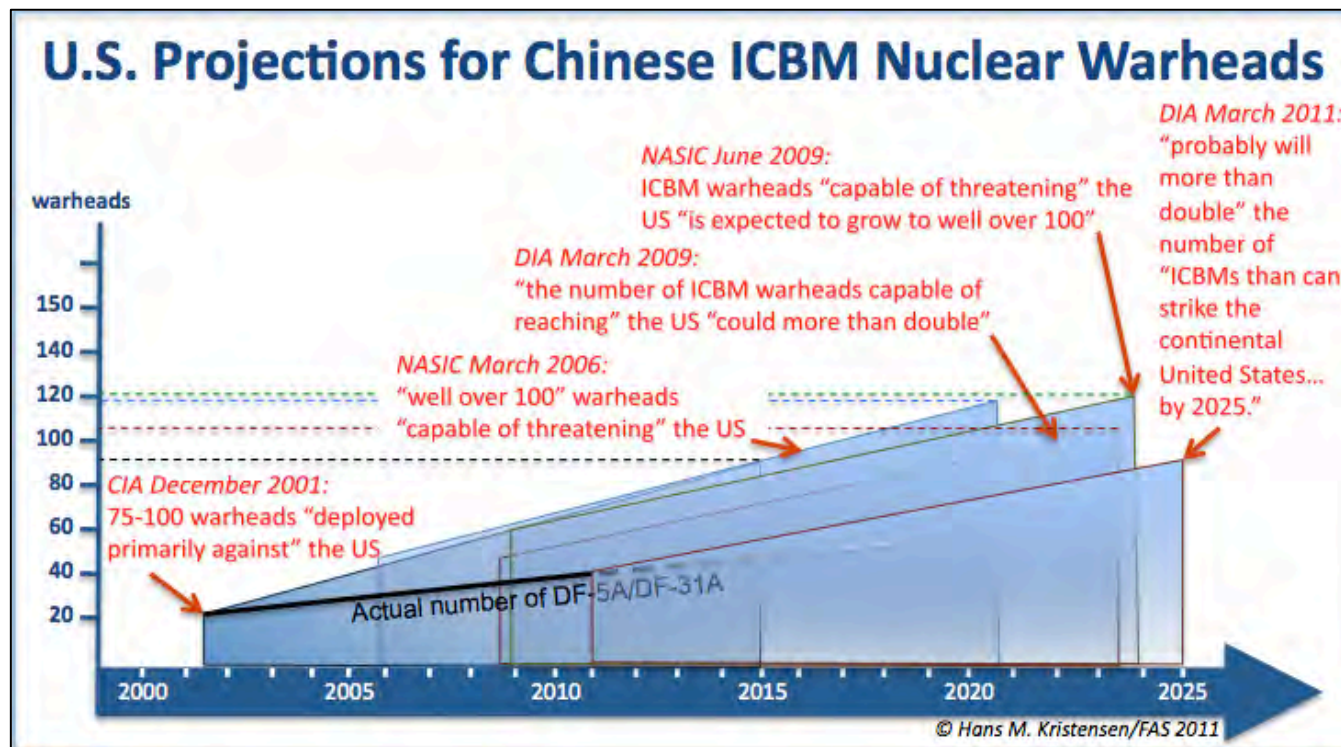 U.S. Projections for Chinese ICBM Nuclear Warheads
DIA March 2011:
“probably will
more than
double” the
number of
“ICBMs than can
strike the
continental
United States...
by 2025.”
NASIC June 2009:
ICBM warheads “capable of threatening” the
US “is expected to grow to well over 100”
warheads
DIA March 2009:
“the number of ICBM warheads capable of
reaching” the US “could more than double”
NASIC March 2006:
“well over 100” warheads
“capable of threatening” the US
CIA December 2001:
75-100 warheads “deployed
primarily against” the US
150
140
120
100
80
60
40
20
Actual number of DF-5A/DF-31A
2000 2005 2010 2015 2020 2025
© Hans M. Kristensen/FAS 2011